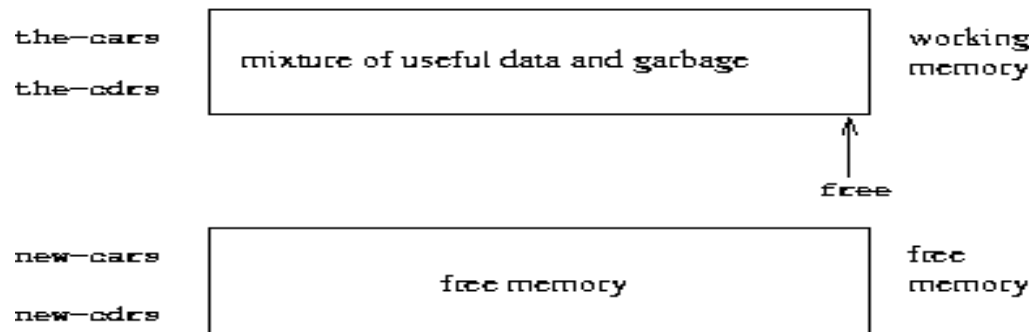 the-cars
mixture of useful data and garbage
working
memory
the-cdrs
free
new-cars
free memory
free
memory
new-cdrs